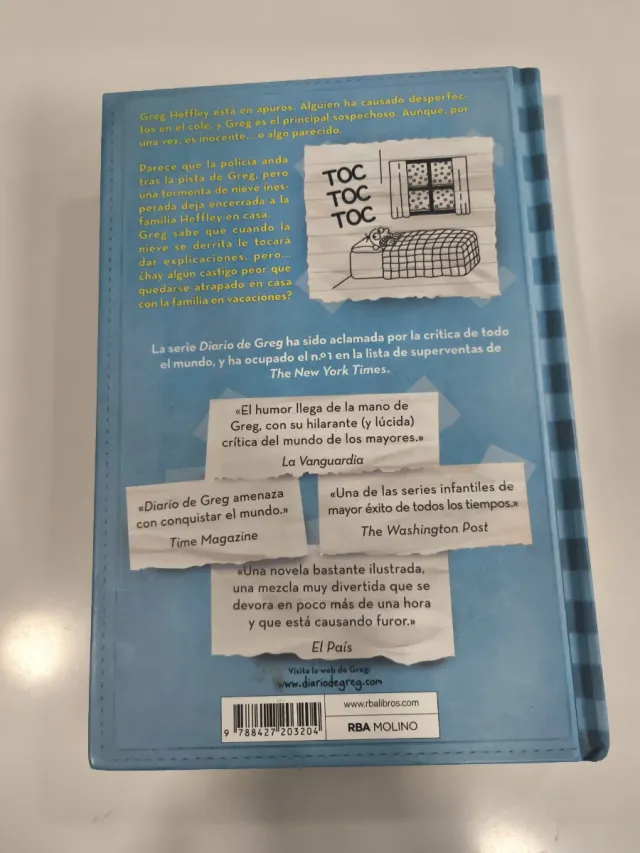 Greg Heffley está en apuros. Alguien ha causado desperfec-
tos en el cole, y Greg es el principal sospechoso. Aunque, por
una vez, es inocente... o algo parecido.
Parece que la policía anda
tras la pista de Greg, pero
una tormenta de nieve ines-
perada deja encerrada a la
familia Heffley en casa.
Greg sabe que cuando la
nieve se derrita le tocará
dar explicaciones, pero...
¿hay algún castigo peor que
quedarse atrapado en casa
con la familia en vacaciones?
TOC
TOC
TOC
La serie Diario de Greg ha sido aclamada por la crítica de todo
el mundo, y ha ocupado el n.º 1 en la lista de superventas de
The New York Times.
«El humor llega de la mano de
Greg, con su hilarante (y lúcida)
crítica del mundo de los mayores.»
La Vanguardia
«Diario de Greg amenaza
con conquistar el mundo.»
Time Magazine
«Una de las series infantiles de
mayor éxito de todos los tiempos.»
The Washington Post
«Una novela bastante ilustrada,
una mezcla muy divertida que se
devora en poco más de una hora
y que está causando furor.»
El País
Visita la web de Greg:
www.diariodegreg.com
www.rbalibros.com
RBA MOLINO
9 788427 203204